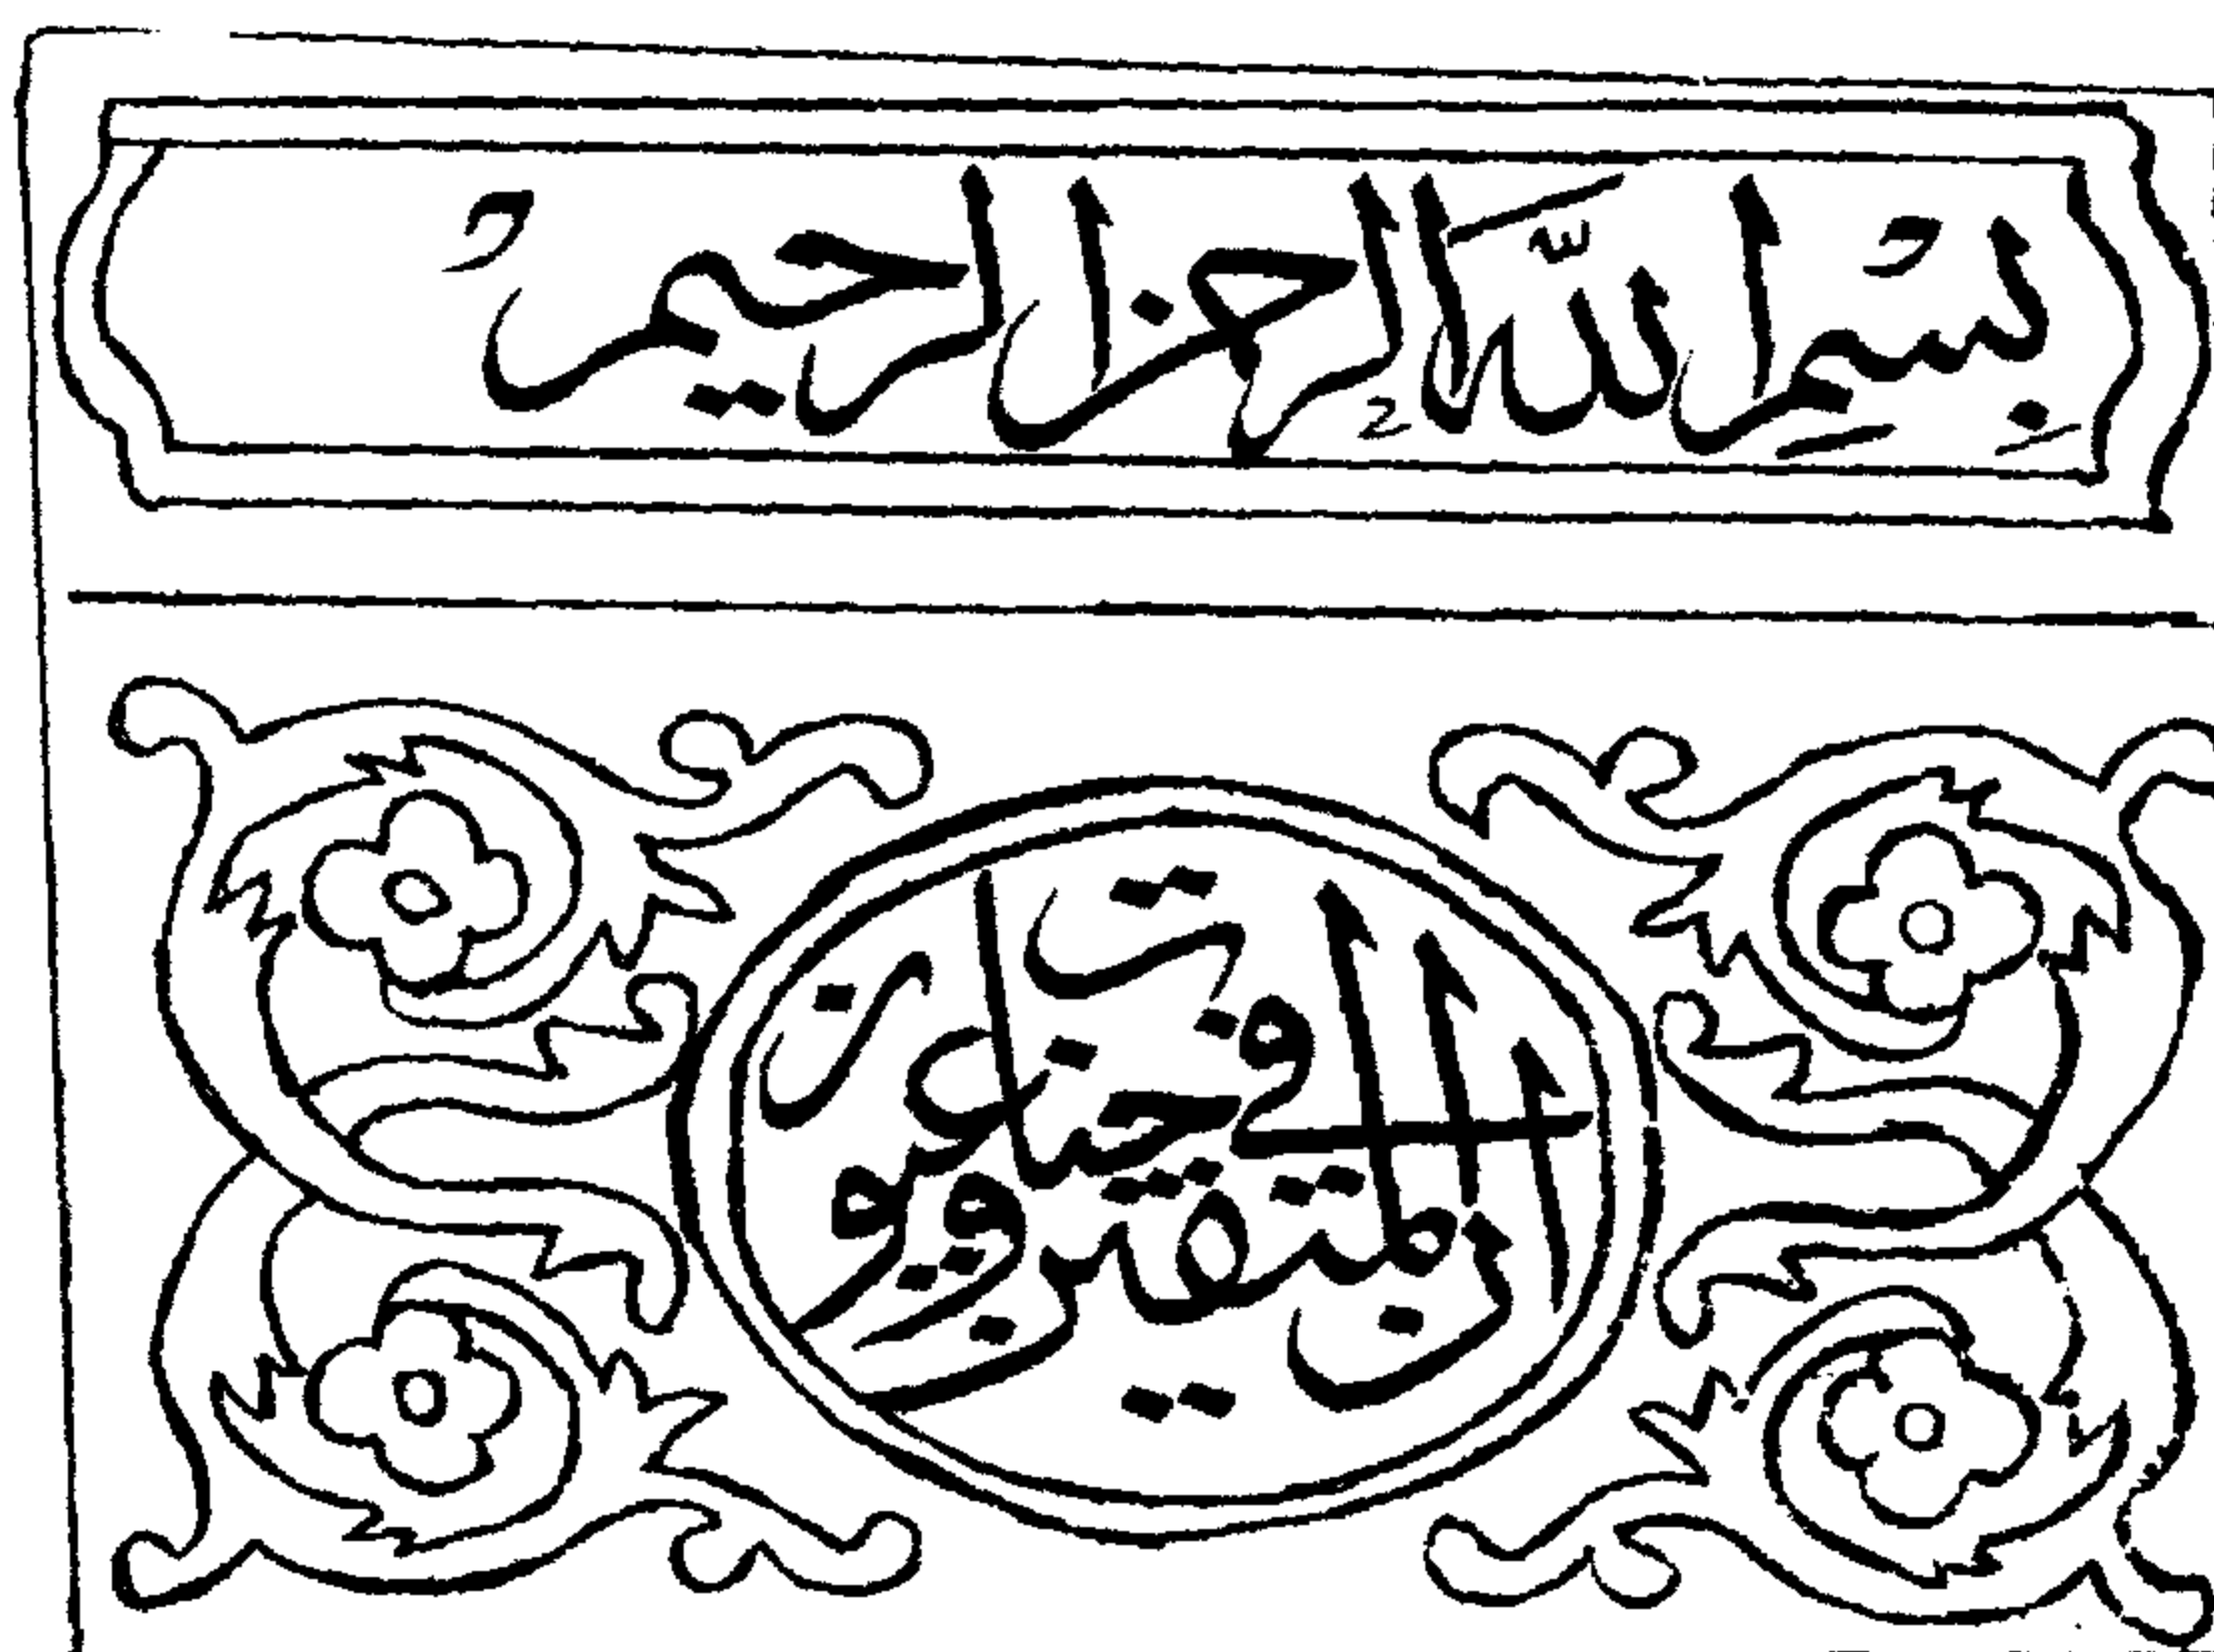 بسم الله الرحمن الرحيم
ان المتقين في جنات وعيون